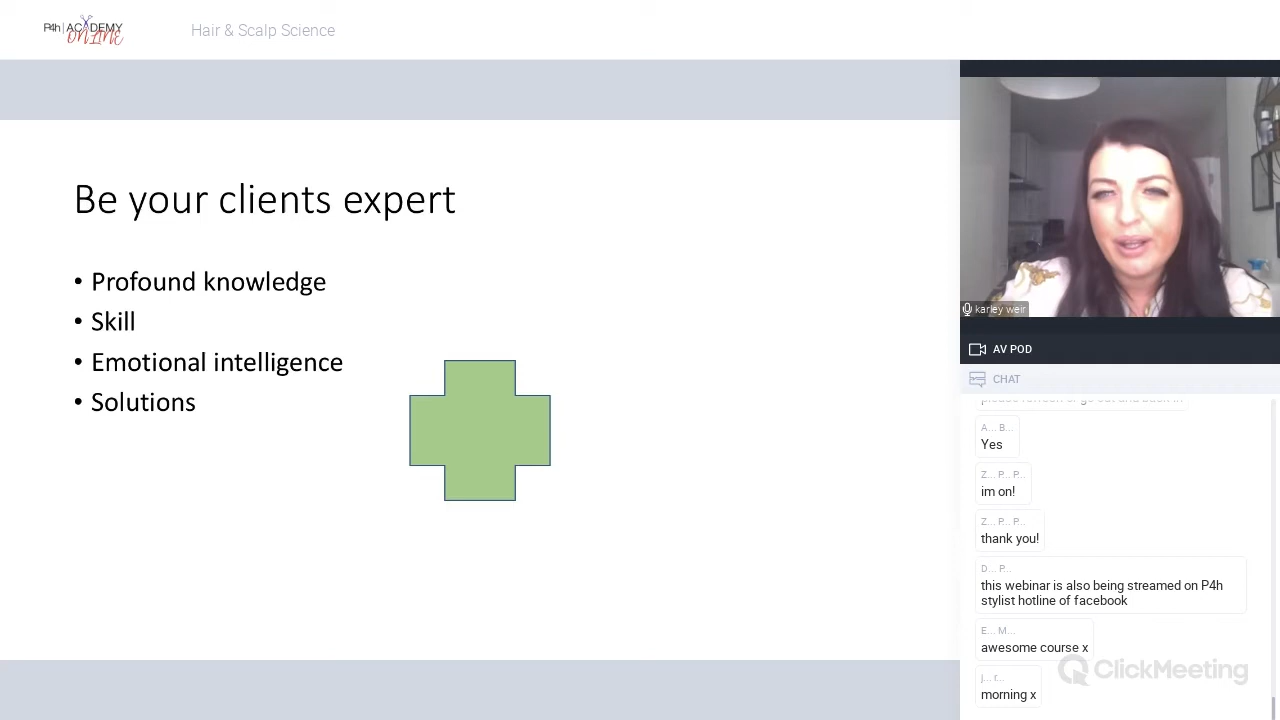 P4h | ACADEMY
ONLINE
Hair & Scalp Science
Be your clients expert
• Profound knowledge
• Skill
• Emotional intelligence
• Solutions
karley weir
AV POD
CHAT
A... B...
Yes
Z... P... P...
im on!
Z... P... P...
thank you!
D... P...
this webinar is also being streamed on P4h
stylist hotline of facebook
E... M...
awesome course x
j... r...
morning x
ClickMeeting